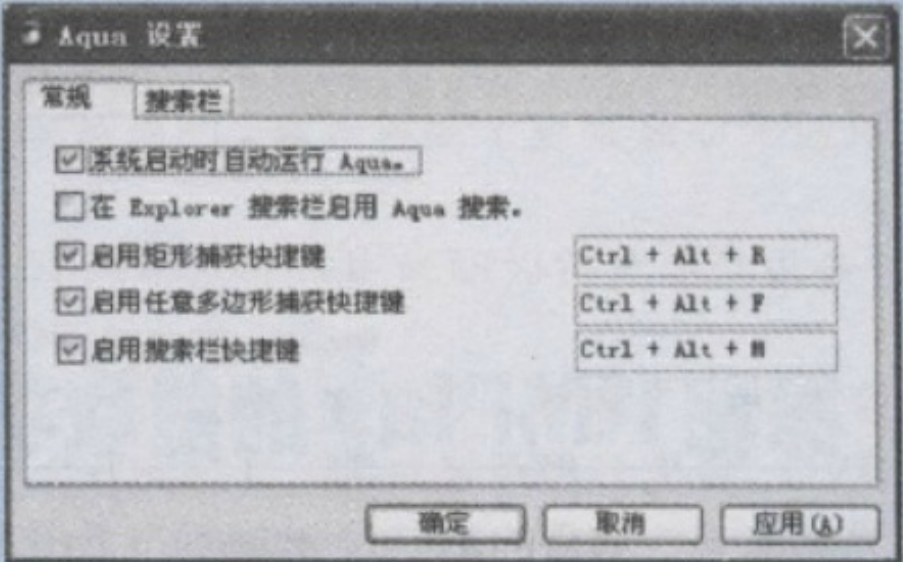 Aqua 设置
常规 搜索栏
系统启动时自动运行 Aqua。
在 Explorer 搜索栏启用 Aqua 搜索。
启用矩形捕获快捷键 Ctrl + Alt + R
启用任意多边形捕获快捷键 Ctrl + Alt + F
启用搜索栏快捷键 Ctrl + Alt +
确定 取消 应用(A)